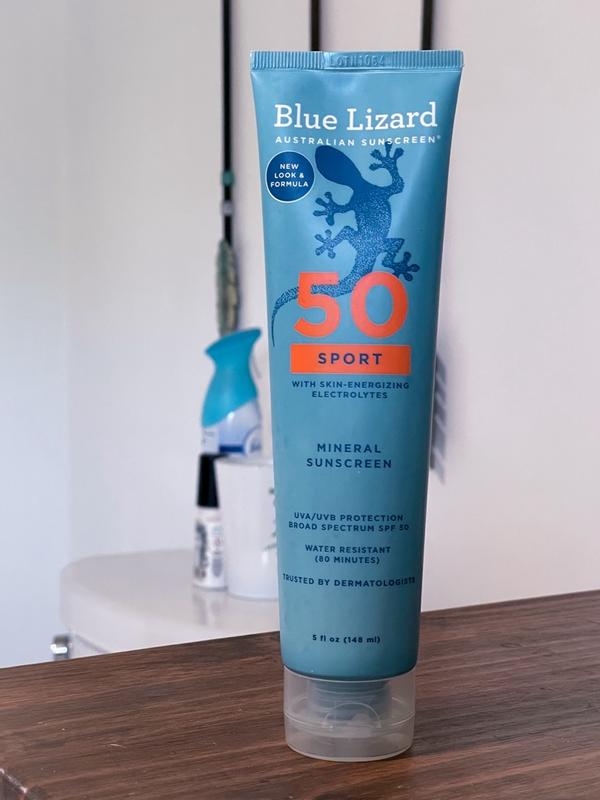 Blue Lizard
AUSTRALIAN SUNSCREEN®
NEW
LOOK &
FORMULA
50
SPORT
WITH SKIN-ENERGIZING
ELECTROLYTES
MINERAL
SUNSCREEN
UVA/UVB PROTECTION
BROAD SPECTRUM SPF 50
WATER RESISTANT
(80 MINUTES)
TRUSTED BY DERMATOLOGISTS
5 fl oz (148 ml)